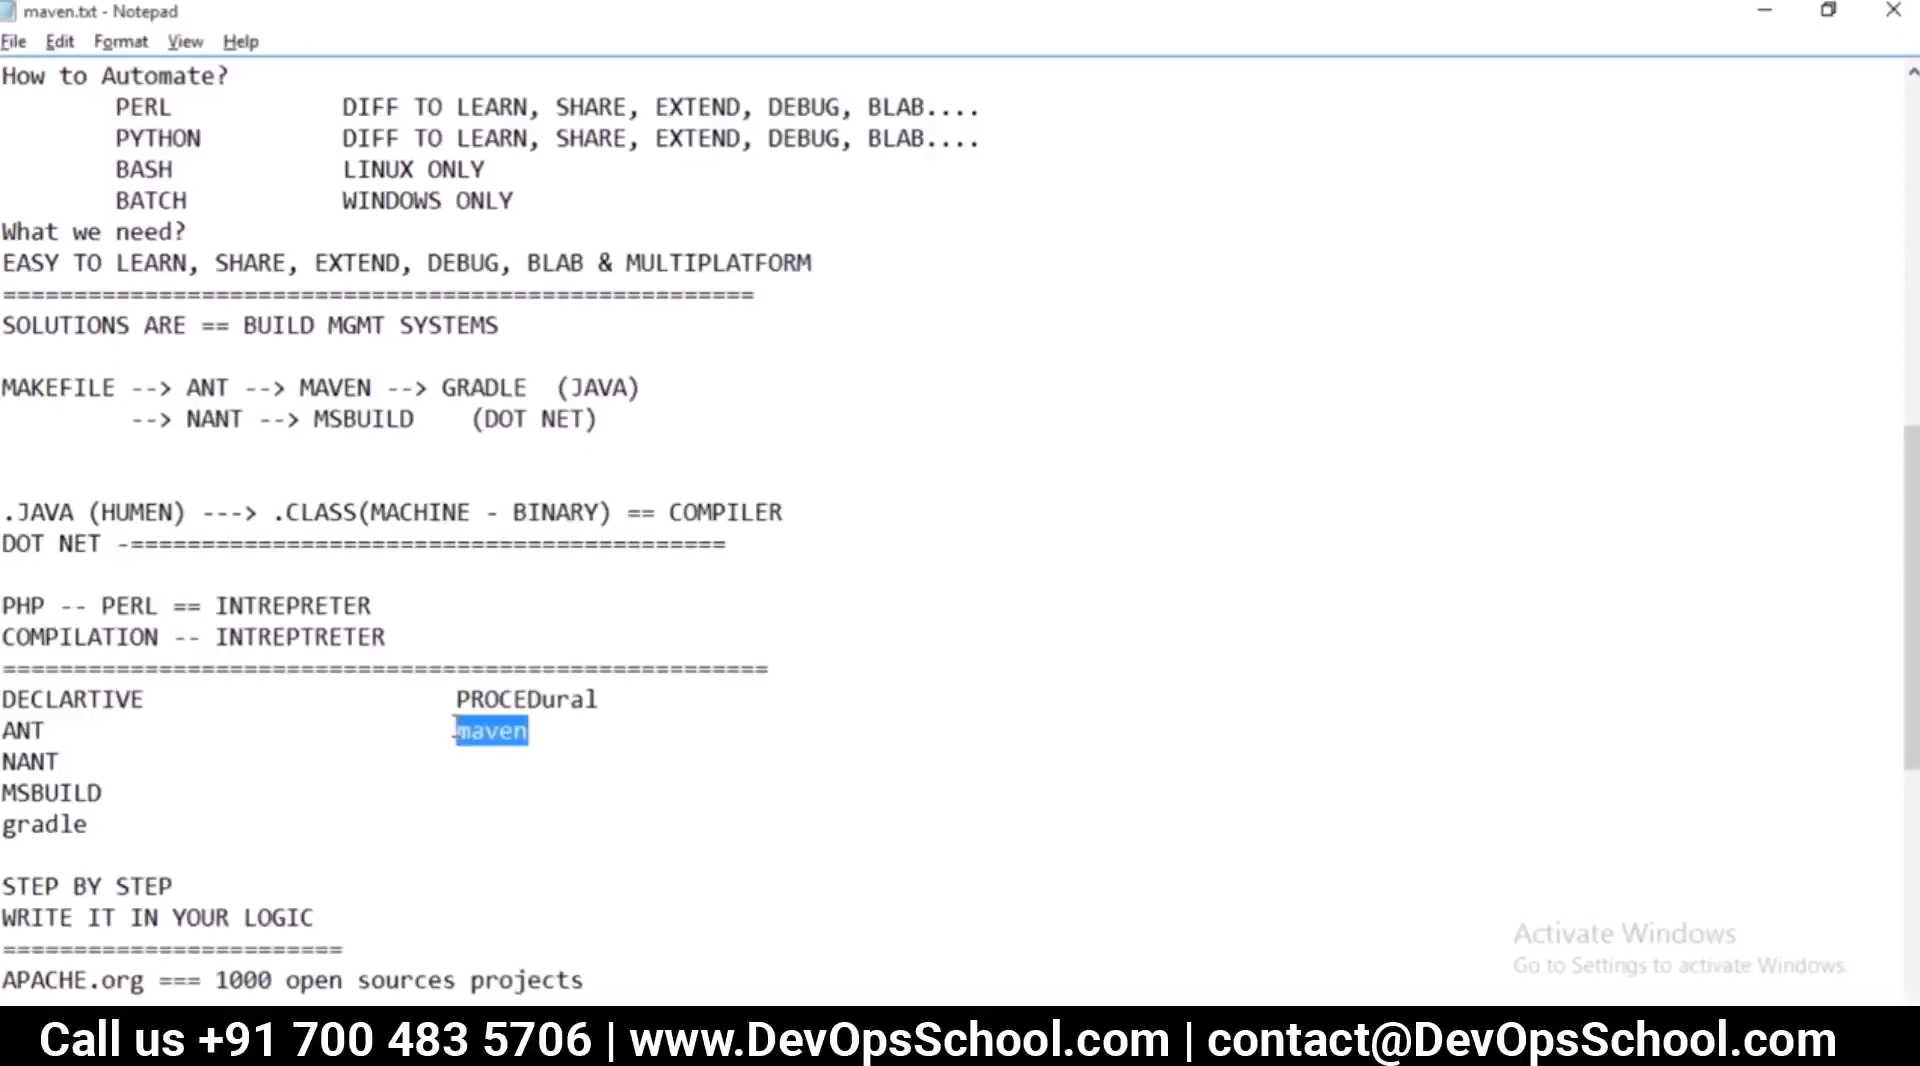 maven.txt - Notepad
File Edit Format View Help
How to Automate?
PERL DIFF TO LEARN, SHARE, EXTEND, DEBUG, BLAB....
PYTHON DIFF TO LEARN, SHARE, EXTEND, DEBUG, BLAB....
BASH LINUX ONLY
BATCH WINDOWS ONLY
What we need?
EASY TO LEARN, SHARE, EXTEND, DEBUG, BLAB & MULTIPLATFORM
=====================================================
SOLUTIONS ARE == BUILD MGMT SYSTEMS
MAKEFILE --> ANT --> MAVEN --> GRADLE (JAVA)
--> NANT --> MSBUILD (DOT NET)
.JAVA (HUMEN) ---> .CLASS(MACHINE - BINARY) == COMPILER
DOT NET -==========================================
PHP -- PERL == INTREPRETER
COMPILATION -- INTREPTRETER
======================================================
DECLARTIVE PROCEDural
ANT maven
NANT
MSBUILD
gradle
STEP BY STEP
WRITE IT IN YOUR LOGIC
========================
APACHE.org === 1000 open sources projects
Activate Windows
Go to Settings to activate Windows.
Call us +91 700 483 5706 | www.DevOpsSchool.com | contact@DevOpsSchool.com